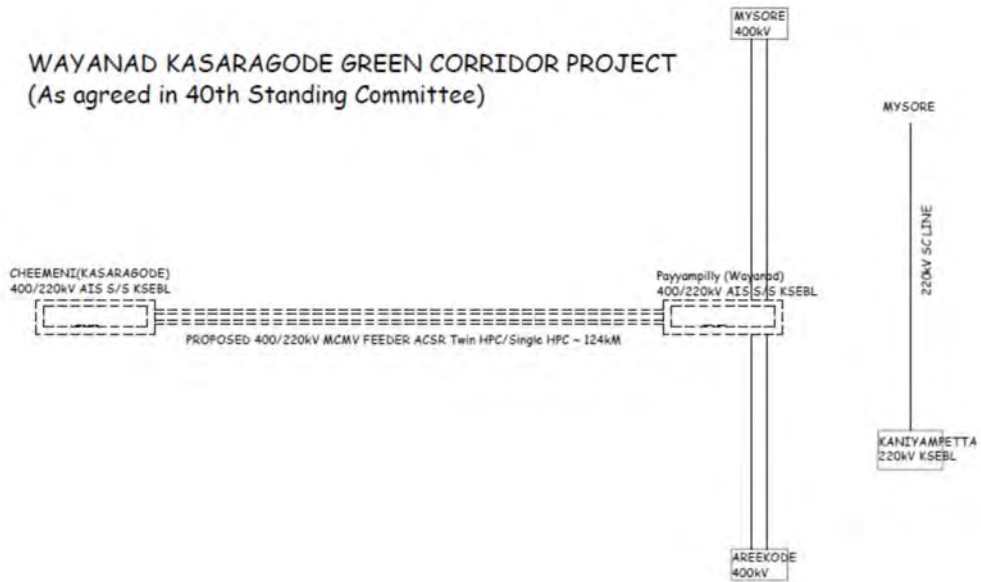 WAYANAD KASARAGODE GREEN CORRIDOR PROJECT
(As agreed in 40th Standing Committee)
MYSORE
400kV
MYSORE
220kV SC LINE
CHEEMENI(KASARAGODE)
400/220kV AIS S/S KSEBL
Payyampilly (Wayanad)
400/220kV AIS S/S KSEBL
PROPOSED 400/220kV MCMV FEEDER ACSR Twin HPC/Single HPC ~ 124kM
KANIYAMPETTA
220kV KSEBL
AREEKODE
400kV